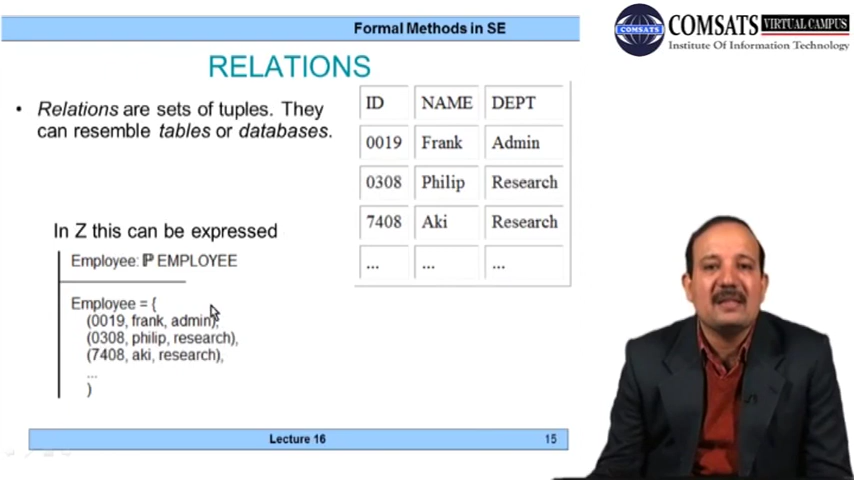 Formal Methods in SE
COMSATS
COMSATS VIRTUAL CAMPUS
Institute Of Information Technology
RELATIONS
• Relations are sets of tuples. They
can resemble tables or databases.
ID NAME DEPT
0019 Frank Admin
0308 Philip Research
7408 Aki Research
... ... ...
In Z this can be expressed
Employee: ℙ EMPLOYEE
Employee = {
(0019, frank, admin),
(0308, philip, research),
(7408, aki, research),
...
)
Lecture 16
15